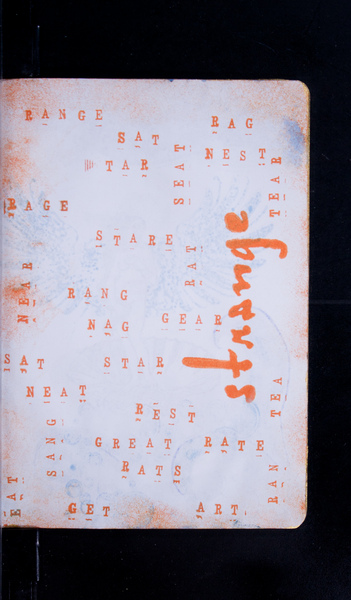 RANGE
RAG
SAT
TAR
SEAT
NEST
TEAR
RAGE
STARE
RAT
strange
NEAR
RANG
NAG
GEAR
SAT
STAR
NEAT
TEA
REST
SANG
GREAT
RATE
RATS
RAN
EAT
GET
ART